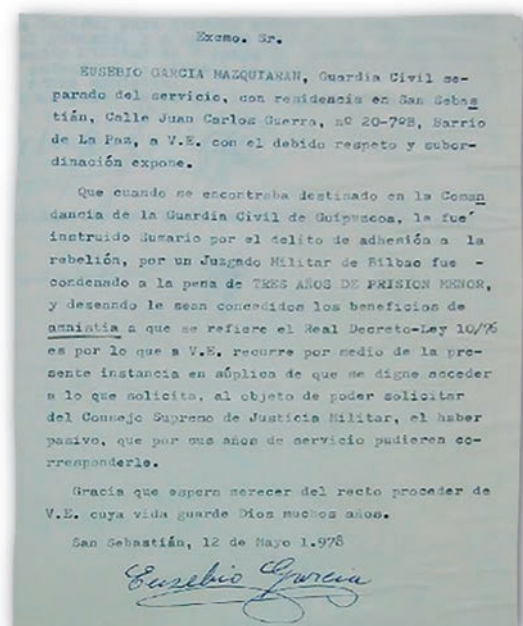 Excmo. Sr.
EUSEBIO GARCIA MAZQUIARAN, Guardia Civil se-
parado del servicio, con residencia en San Sebas
tián, Calle Juan Carlos Guerra, nº 20-7ºB, Barrio
de La Paz, a V.E. con el debido respeto y subor-
dinación expone.
Que cuando se encontraba destinado en la Coman
dancia de la Guardia Civil de Guipuzcoa, le fue
instruido Sumario por el delito de adhesión a la
rebelión, por un Juzgado Militar de Bilbao fue -
condenado a la pena de TRES AÑOS DE PRISION MENOR,
y deseando le sean concedidos los beneficios de
amnistia a que se refiere el Real Decreto-Ley 10/76
es por lo que a V.E. recurre por medio de la pre-
sente instancia en súplica de que se digne acceder
a lo que solicita, al objeto de poder solicitar
del Consejo Supremo de Justicia Militar, el haber
pasivo, que por sus años de servicio pudieren co-
rresponderle.
Gracia que espera merecer del recto proceder de
V.E. cuya vida guarde Dios muchos años.
San Sebastián, 12 de Mayo 1.978
Eusebio Garcia